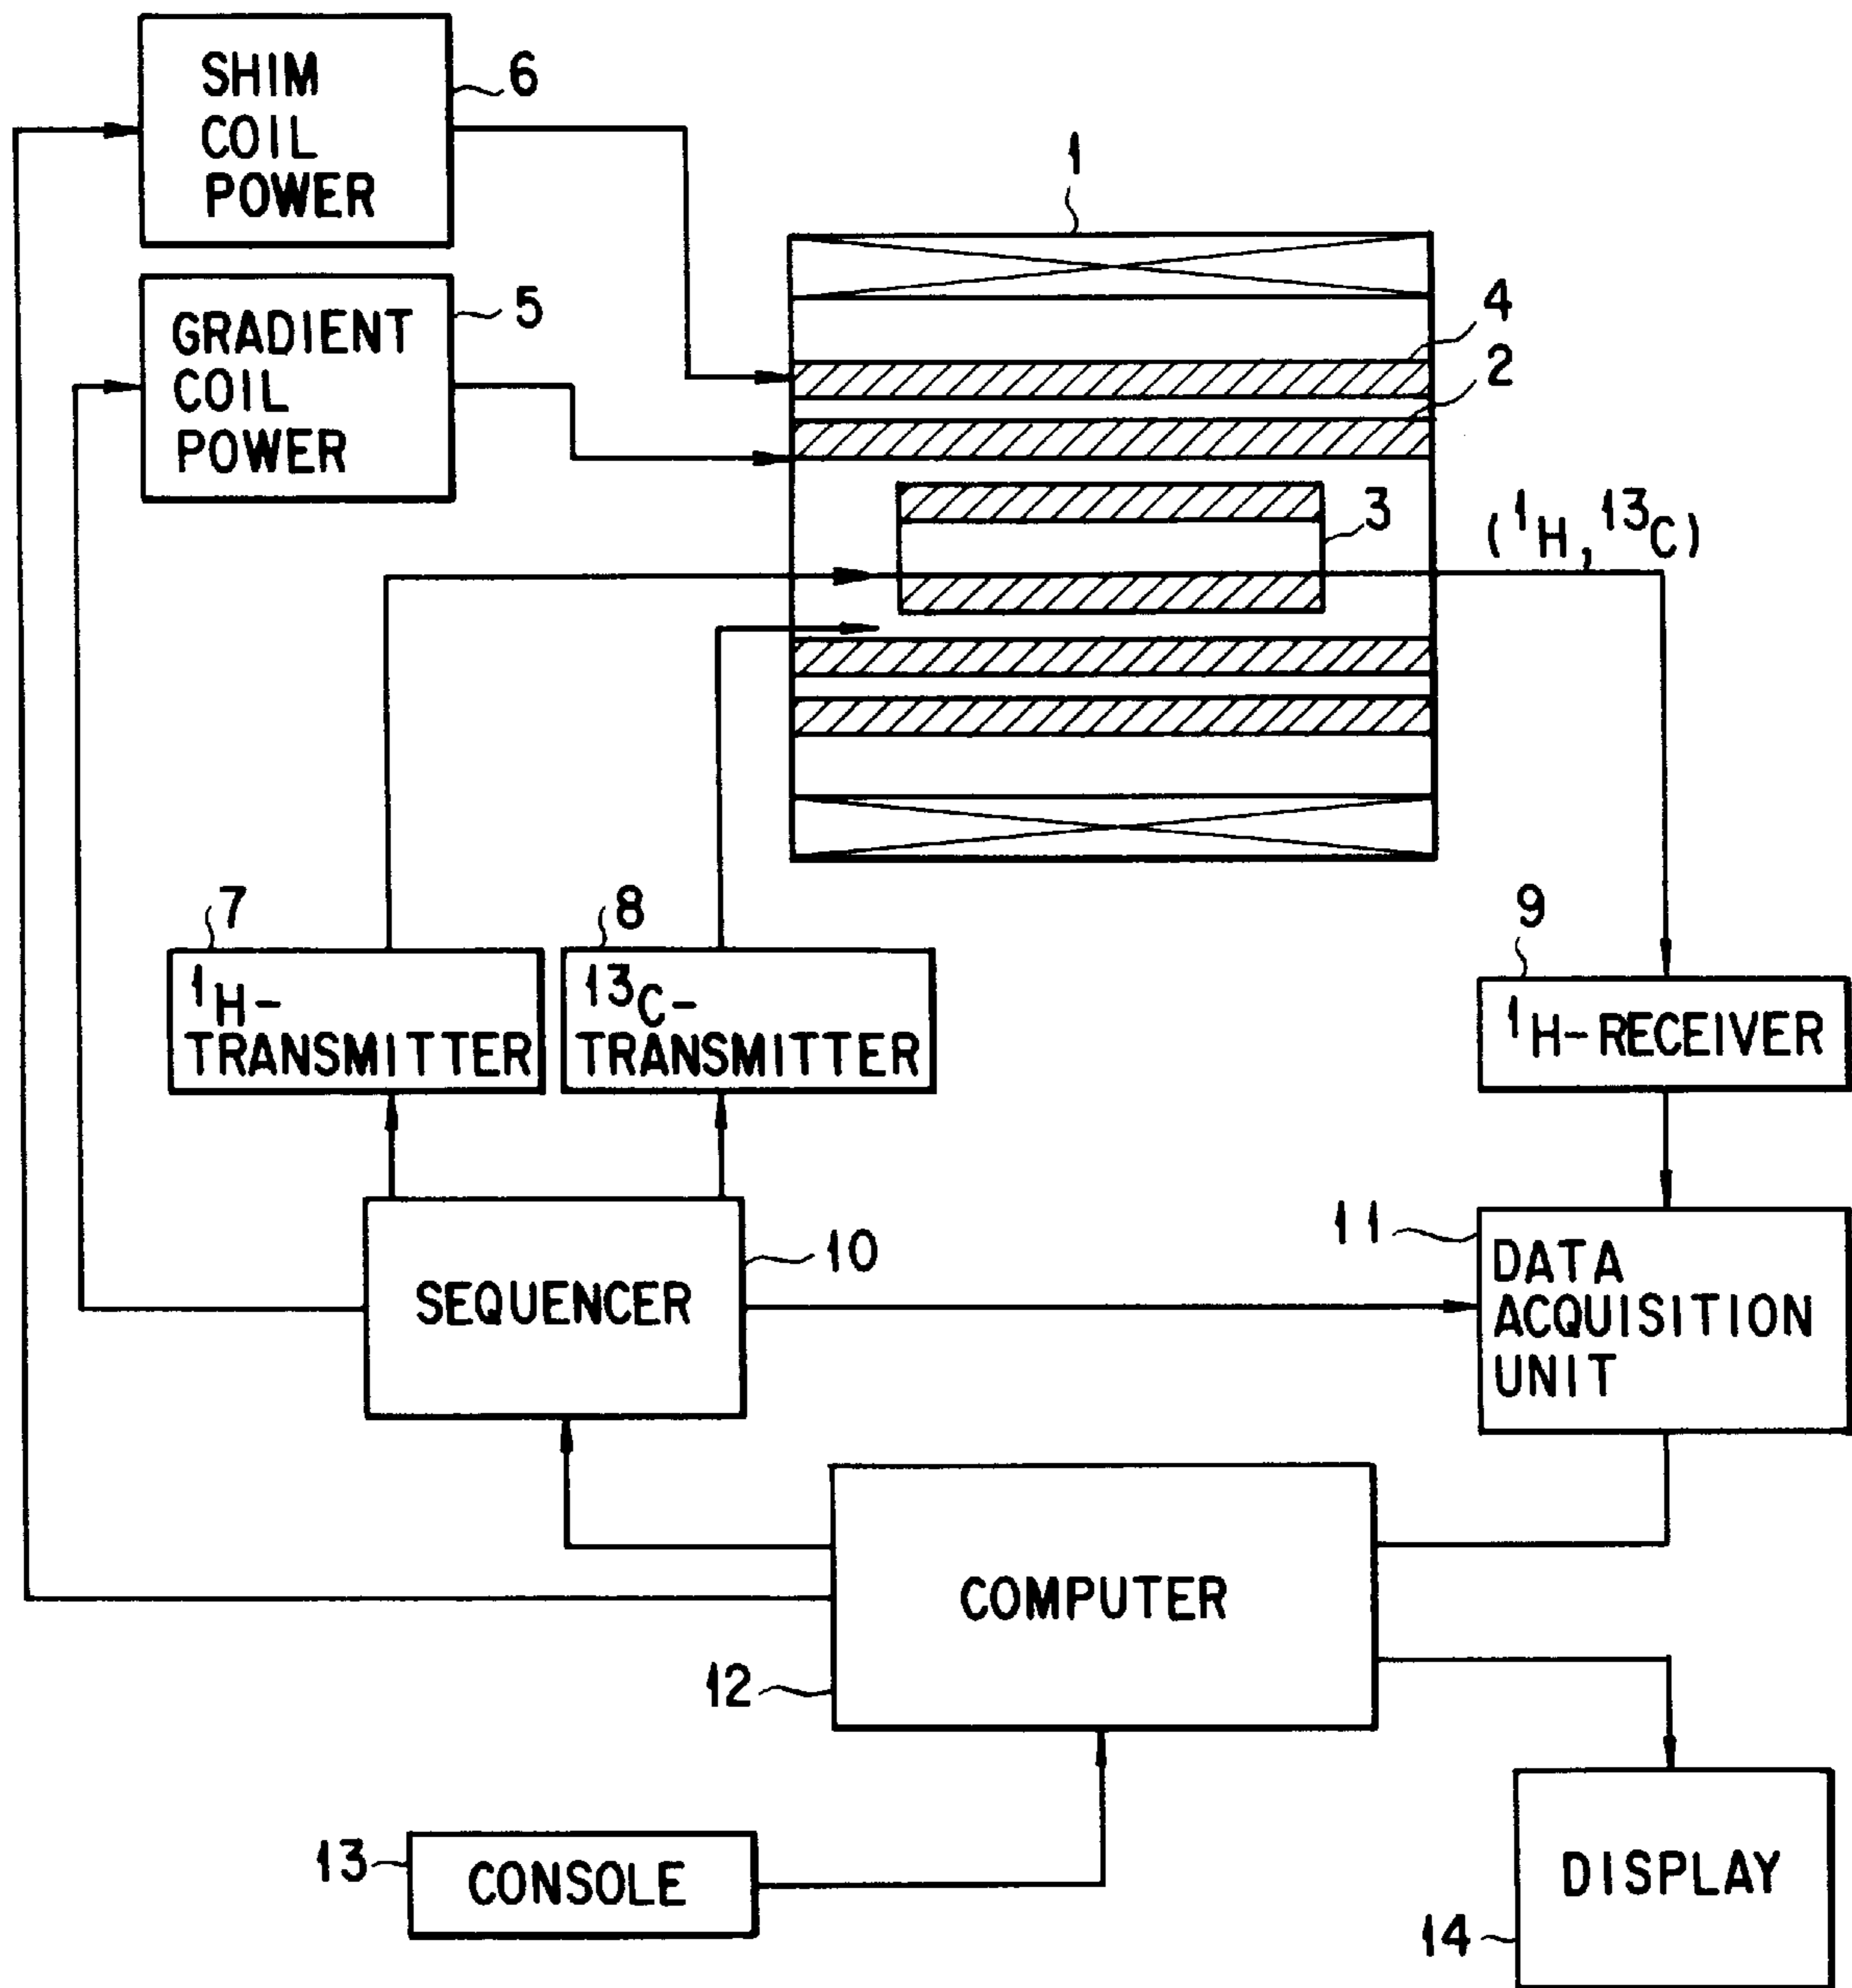 SHIM
COIL
POWER
6
1
GRADIENT
COIL
POWER
5
4
2
3
(¹H, ¹³C)
7
¹H-
TRANSMITTER
8
¹³C-
TRANSMITTER
9
¹H-RECEIVER
SEQUENCER
10
11
DATA
ACQUISITION
UNIT
COMPUTER
12
13
CONSOLE
DISPLAY
14